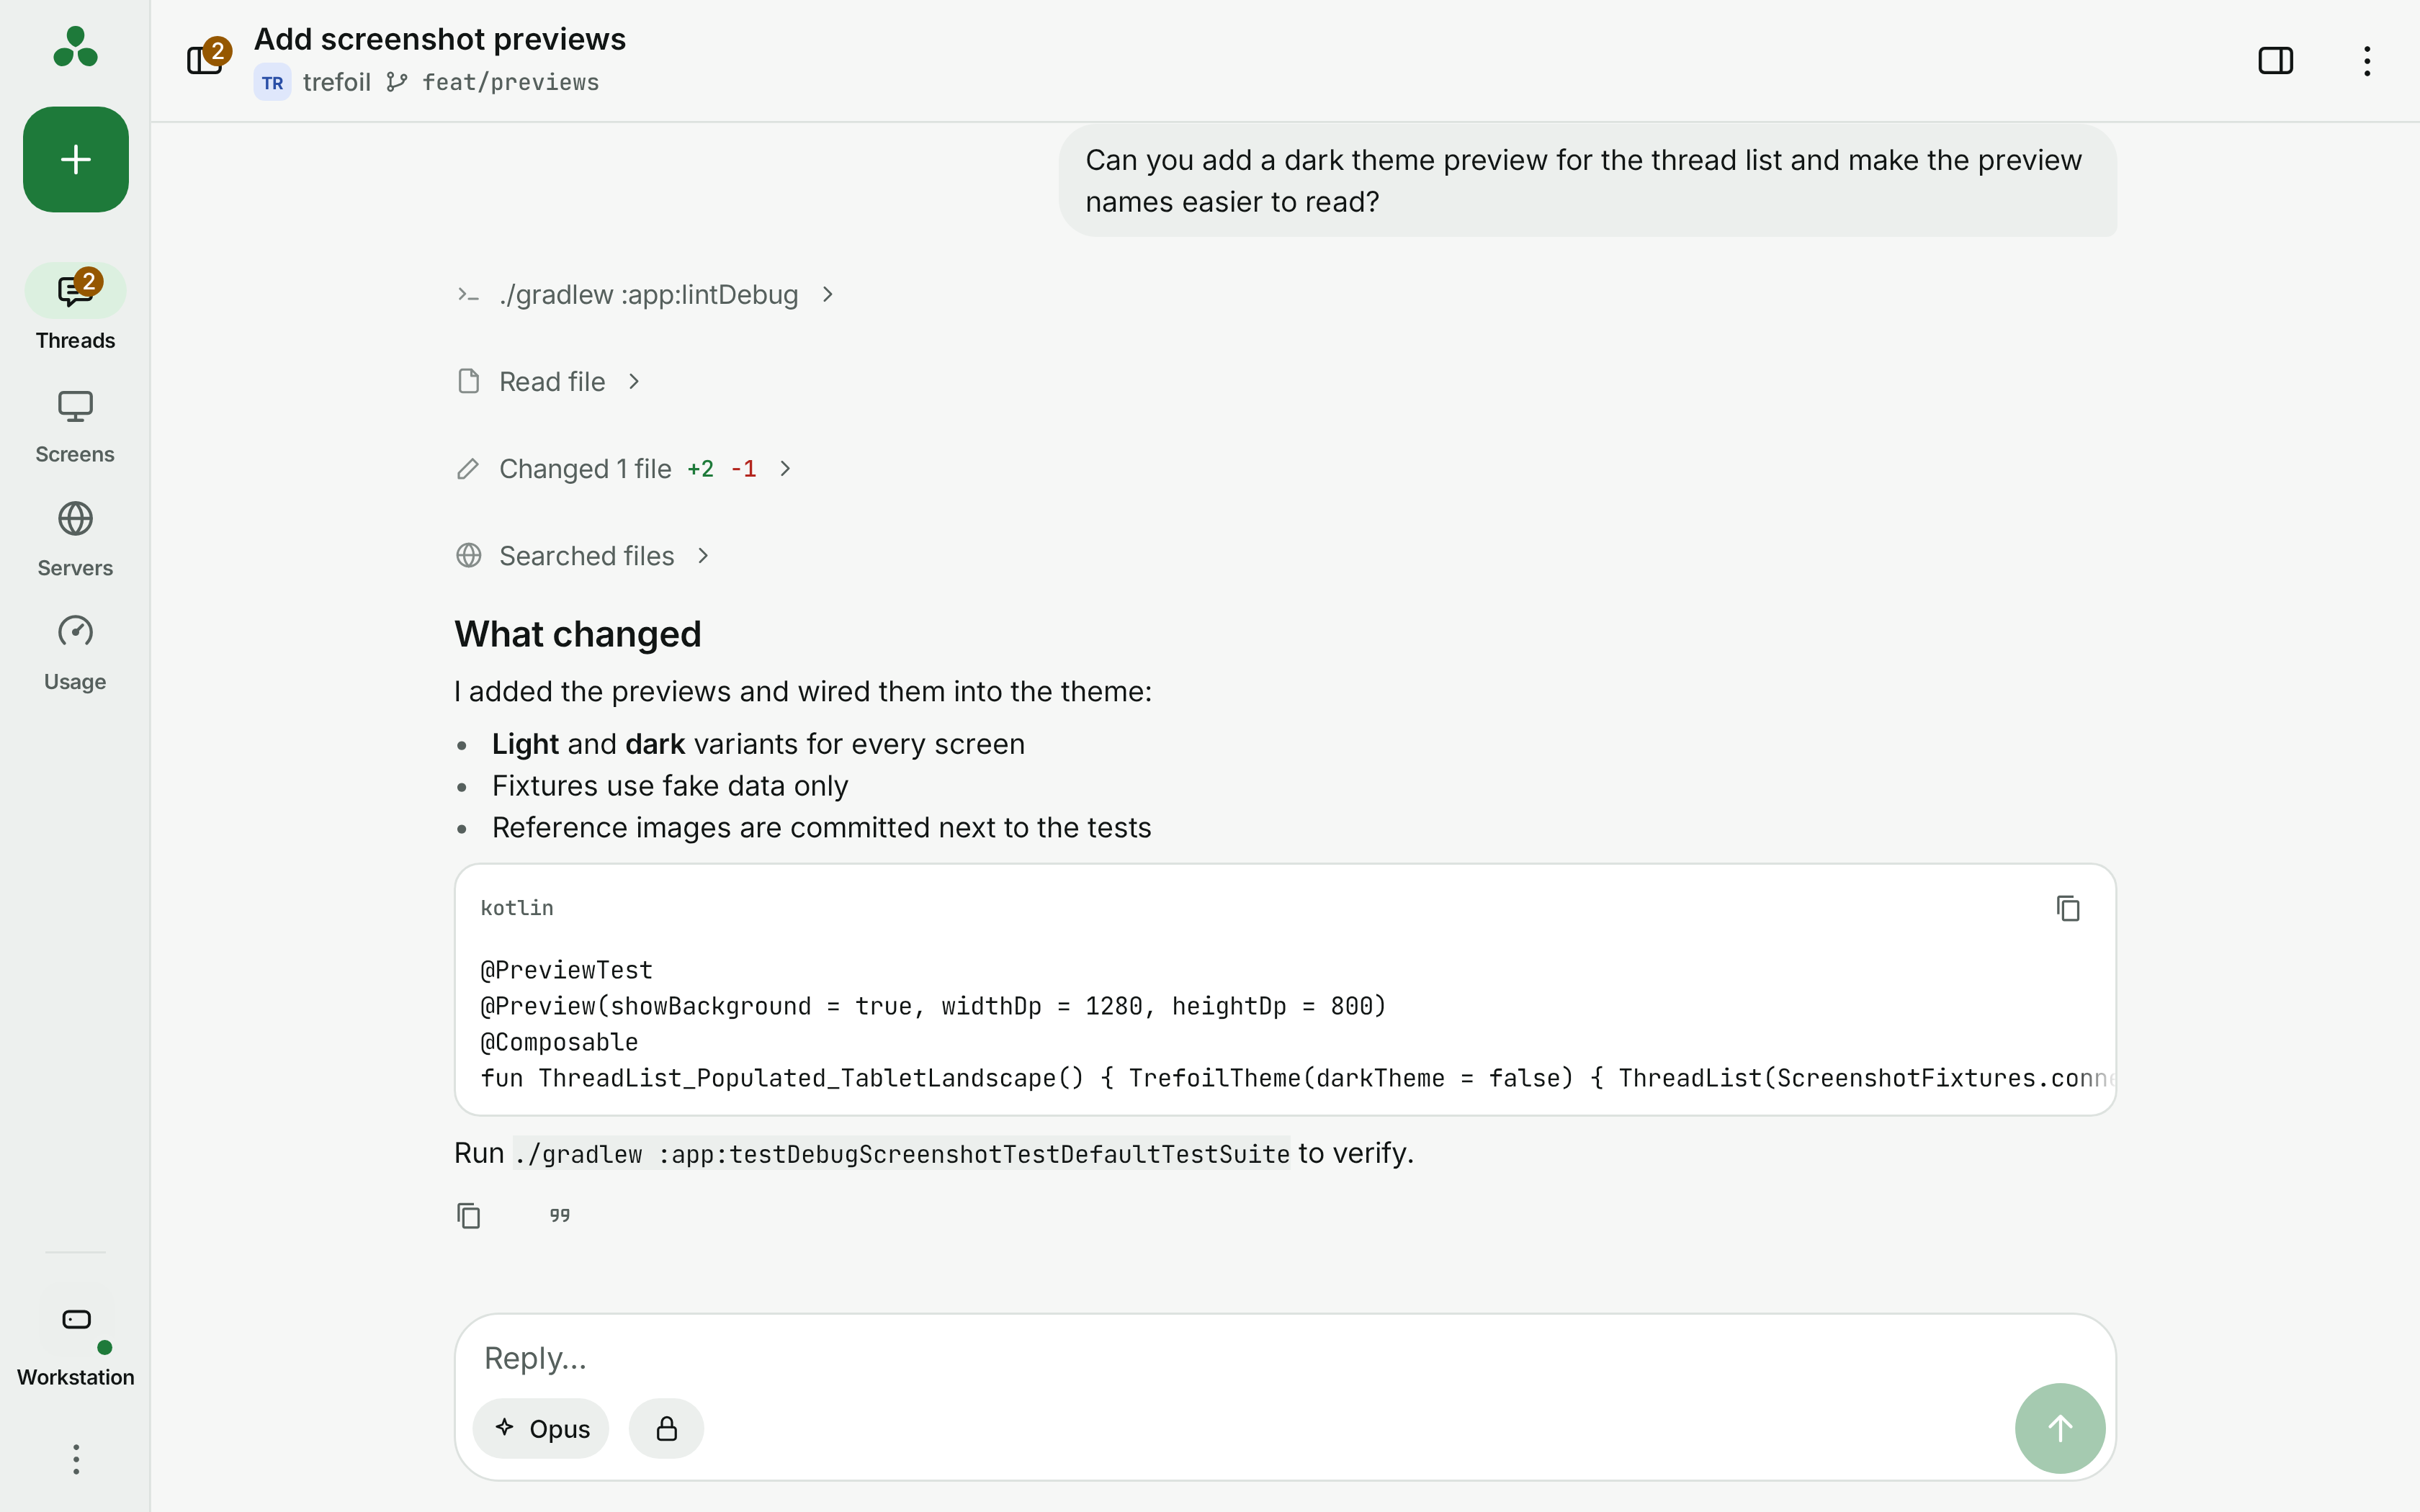 2
Add screenshot previews
TR trefoil feat/previews
Can you add a dark theme preview for the thread list and make the preview
names easier to read?
2
Threads
Screens
Servers
Usage
./gradlew :app:lintDebug
Read file
Changed 1 file +2 -1
Searched files
What changed
I added the previews and wired them into the theme:
• Light and dark variants for every screen
• Fixtures use fake data only
• Reference images are committed next to the tests
kotlin
@PreviewTest
@Preview(showBackground = true, widthDp = 1280, heightDp = 800)
@Composable
fun ThreadList_Populated_TabletLandscape() { TrefoilTheme(darkTheme = false) { ThreadList(ScreenshotFixtures.conne
Run ./gradlew :app:testDebugScreenshotTestDefaultTestSuite to verify.
Workstation
Reply...
Opus